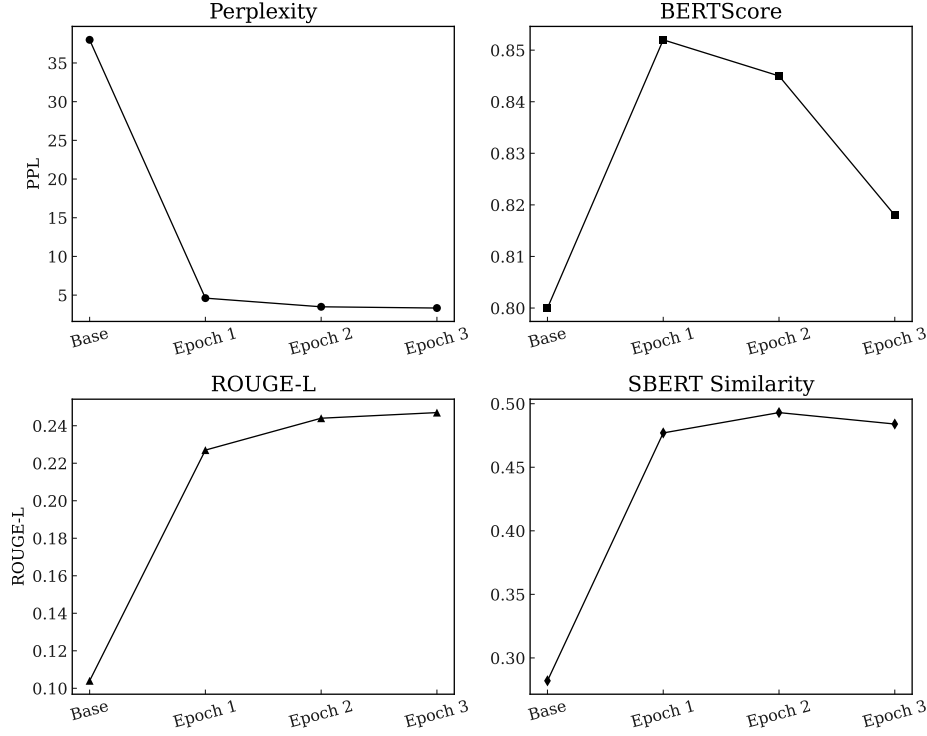 Perplexity
PPL
35
30
25
20
15
10
5
Base
Epoch 1
Epoch 2
Epoch 3
BERTScore
0.85
0.84
0.83
0.82
0.81
0.80
Base
Epoch 1
Epoch 2
Epoch 3
ROUGE-L
ROUGE-L
0.24
0.22
0.20
0.18
0.16
0.14
0.12
0.10
Base
Epoch 1
Epoch 2
Epoch 3
SBERT Similarity
0.50
0.45
0.40
0.35
0.30
Base
Epoch 1
Epoch 2
Epoch 3